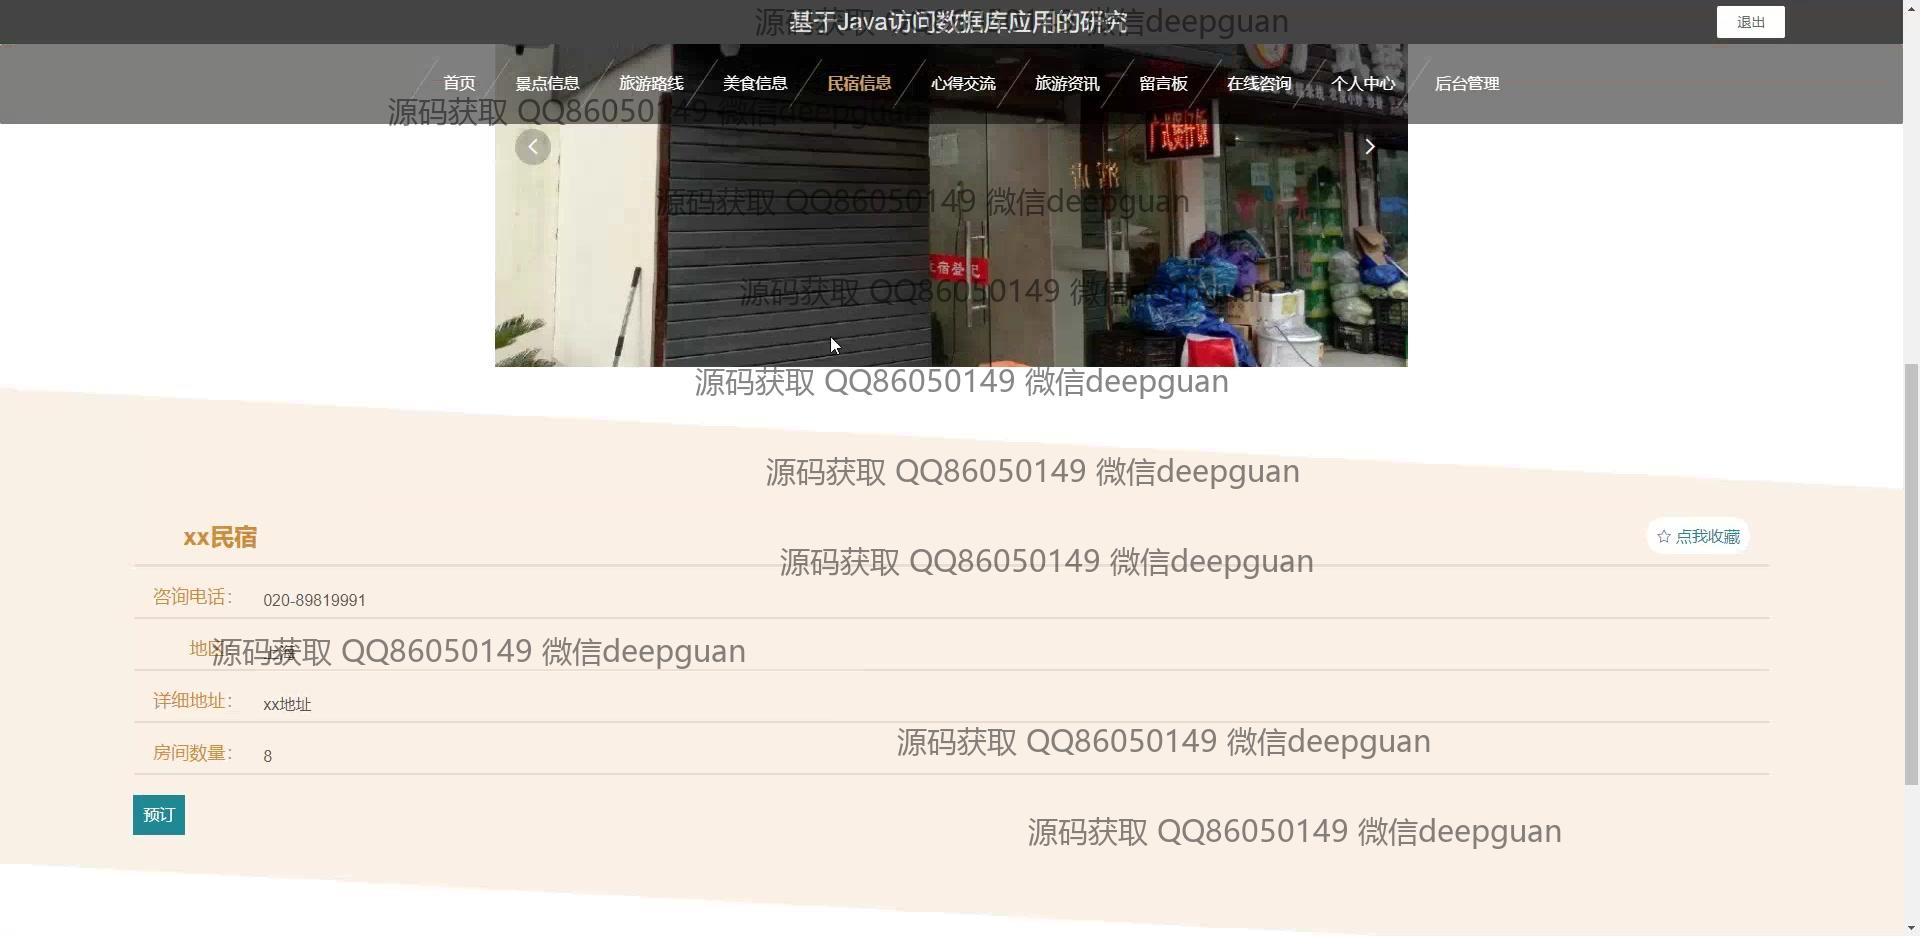 基于Java访问数据库应用的研究
退出
首页 景点信息 旅游路线 美食信息 民宿信息 心得交流 旅游资讯 留言板 在线咨询 个人中心 后台管理
源码获取 QQ86050149 微信deepguan
源码获取 QQ86050149 微信deepguan
源码获取 QQ86050149 微信deepguan
源码获取 QQ86050149 微信deepguan
源码获取 QQ86050149 微信deepguan
xx民宿
☆ 点我收藏
源码获取 QQ86050149 微信deepguan
咨询电话： 020-89819991
地区
源码获取 QQ86050149 微信deepguan
详细地址： xx地址
源码获取 QQ86050149 微信deepguan
房间数量： 8
预订
源码获取 QQ86050149 微信deepguan